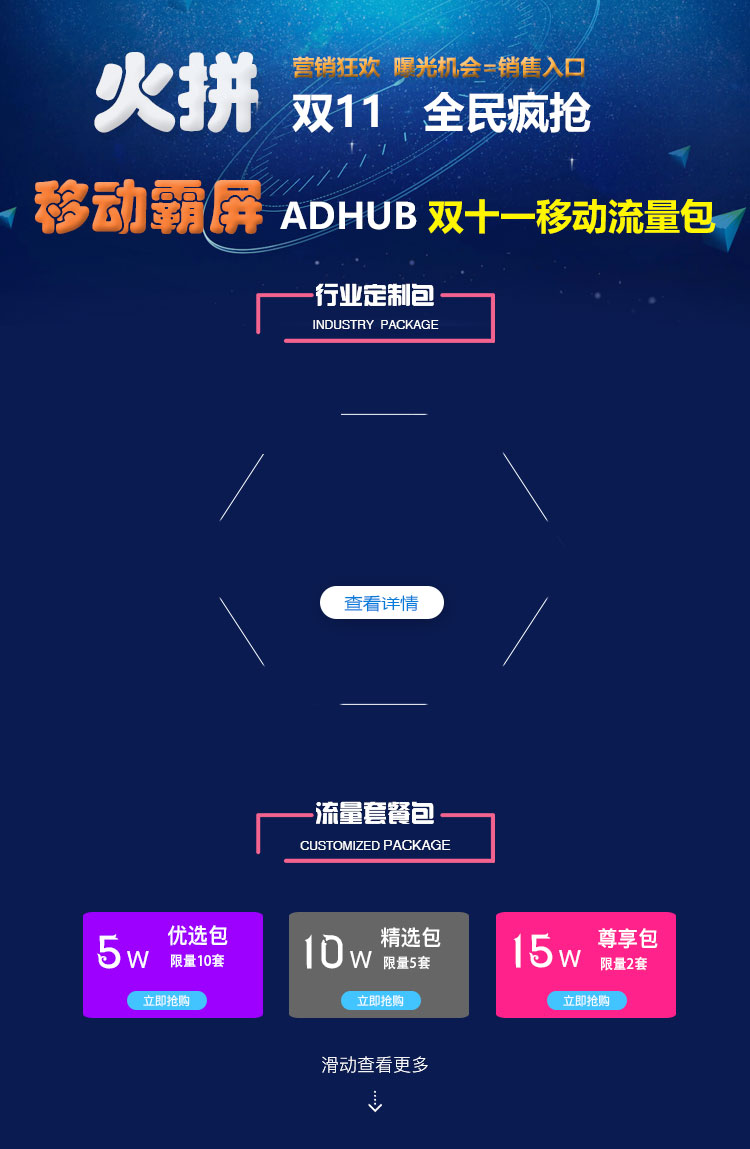 火拼
营销狂欢 曝光机会=销售入口
双11 全民疯抢
移动霸屏 ADHUB 双十一移动流量包
行业定制包
INDUSTRY PACKAGE
查看详情
流量套餐包
CUSTOMIZED PACKAGE
5W 优选包
限量10套
立即抢购
10W 精选包
限量5套
立即抢购
15W 尊享包
限量2套
立即抢购
滑动查看更多